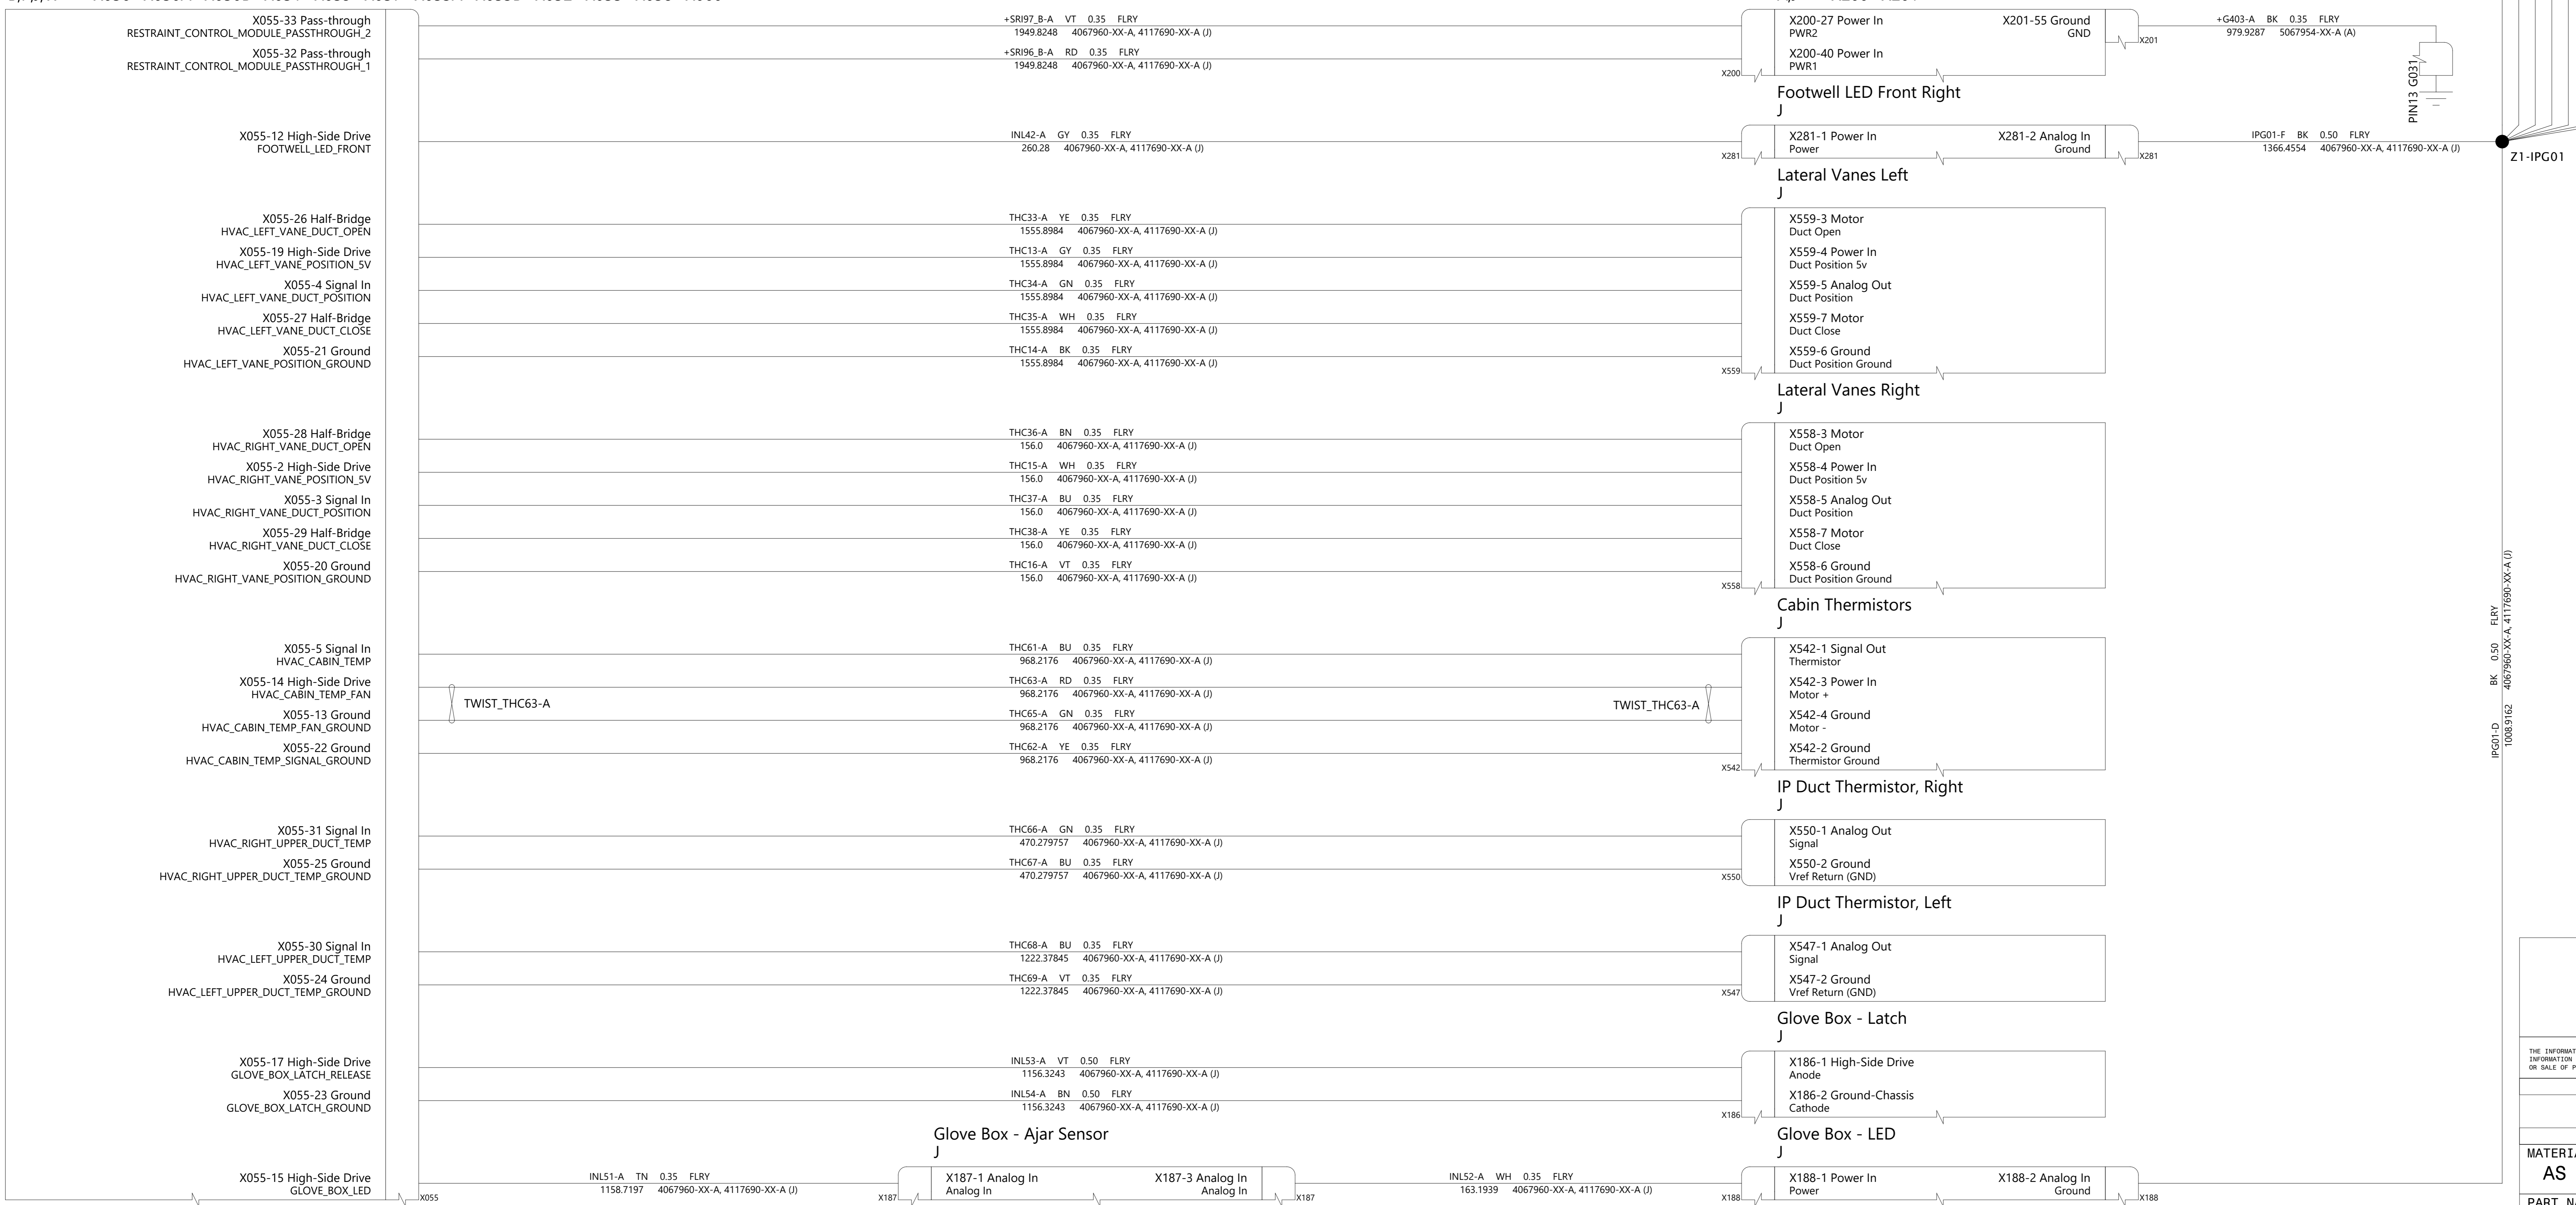 X055-33 Pass-through
RESTRAINT_CONTROL_MODULE_PASSTHROUGH_2
+SRI97_B-A VT 0.35 FLRY
1949.8248 4067960-XX-A, 4117690-XX-A (J)
X200-27 Power In
PWR2
X201-55 Ground
GND
X201
+G403-A BK 0.35 FLRY
979.9287 5067954-XX-A (A)
X055-32 Pass-through
RESTRAINT_CONTROL_MODULE_PASSTHROUGH_1
+SRI96_B-A RD 0.35 FLRY
1949.8248 4067960-XX-A, 4117690-XX-A (J)
X200-40 Power In
PWR1
X200
PIN13 G031
Footwell LED Front Right
J
X055-12 High-Side Drive
FOOTWELL_LED_FRONT
INL42-A GY 0.35 FLRY
260.28 4067960-XX-A, 4117690-XX-A (J)
X281-1 Power In
Power
X281-2 Analog In
Ground
X281
X281
IPG01-F BK 0.50 FLRY
1366.4554 4067960-XX-A, 4117690-XX-A (J)
Z1-IPG01
Lateral Vanes Left
J
X055-26 Half-Bridge
HVAC_LEFT_VANE_DUCT_OPEN
THC33-A YE 0.35 FLRY
1555.8984 4067960-XX-A, 4117690-XX-A (J)
X559-3 Motor
Duct Open
X055-19 High-Side Drive
HVAC_LEFT_VANE_POSITION_5V
THC13-A GY 0.35 FLRY
1555.8984 4067960-XX-A, 4117690-XX-A (J)
X559-4 Power In
Duct Position 5v
X055-4 Signal In
HVAC_LEFT_VANE_DUCT_POSITION
THC34-A GN 0.35 FLRY
1555.8984 4067960-XX-A, 4117690-XX-A (J)
X559-5 Analog Out
Duct Position
X055-27 Half-Bridge
HVAC_LEFT_VANE_DUCT_CLOSE
THC35-A WH 0.35 FLRY
1555.8984 4067960-XX-A, 4117690-XX-A (J)
X559-7 Motor
Duct Close
X055-21 Ground
HVAC_LEFT_VANE_POSITION_GROUND
THC14-A BK 0.35 FLRY
1555.8984 4067960-XX-A, 4117690-XX-A (J)
X559-6 Ground
Duct Position Ground
X559
Lateral Vanes Right
J
X055-28 Half-Bridge
HVAC_RIGHT_VANE_DUCT_OPEN
THC36-A BN 0.35 FLRY
156.0 4067960-XX-A, 4117690-XX-A (J)
X558-3 Motor
Duct Open
X055-2 High-Side Drive
HVAC_RIGHT_VANE_POSITION_5V
THC15-A WH 0.35 FLRY
156.0 4067960-XX-A, 4117690-XX-A (J)
X558-4 Power In
Duct Position 5v
X055-3 Signal In
HVAC_RIGHT_VANE_DUCT_POSITION
THC37-A BU 0.35 FLRY
156.0 4067960-XX-A, 4117690-XX-A (J)
X558-5 Analog Out
Duct Position
X055-29 Half-Bridge
HVAC_RIGHT_VANE_DUCT_CLOSE
THC38-A YE 0.35 FLRY
156.0 4067960-XX-A, 4117690-XX-A (J)
X558-7 Motor
Duct Close
X055-20 Ground
HVAC_RIGHT_VANE_POSITION_GROUND
THC16-A VT 0.35 FLRY
156.0 4067960-XX-A, 4117690-XX-A (J)
X558-6 Ground
Duct Position Ground
X558
IPG01-D BK 0.50 FLRY
1008.9162 4067960-XX-A, 4117690-XX-A (J)
Cabin Thermistors
J
X055-5 Signal In
HVAC_CABIN_TEMP
THC61-A BU 0.35 FLRY
968.2176 4067960-XX-A, 4117690-XX-A (J)
X542-1 Signal Out
Thermistor
X055-14 High-Side Drive
HVAC_CABIN_TEMP_FAN
THC63-A RD 0.35 FLRY
968.2176 4067960-XX-A, 4117690-XX-A (J)
X542-3 Power In
Motor +
TWIST_THC63-A
TWIST_THC63-A
X055-13 Ground
HVAC_CABIN_TEMP_FAN_GROUND
THC65-A GN 0.35 FLRY
968.2176 4067960-XX-A, 4117690-XX-A (J)
X542-4 Ground
Motor -
X055-22 Ground
HVAC_CABIN_TEMP_SIGNAL_GROUND
THC62-A YE 0.35 FLRY
968.2176 4067960-XX-A, 4117690-XX-A (J)
X542-2 Ground
Thermistor Ground
X542
IP Duct Thermistor, Right
J
X055-31 Signal In
HVAC_RIGHT_UPPER_DUCT_TEMP
THC66-A GN 0.35 FLRY
470.279757 4067960-XX-A, 4117690-XX-A (J)
X550-1 Analog Out
Signal
X055-25 Ground
HVAC_RIGHT_UPPER_DUCT_TEMP_GROUND
THC67-A BU 0.35 FLRY
470.279757 4067960-XX-A, 4117690-XX-A (J)
X550-2 Ground
Vref Return (GND)
X550
IP Duct Thermistor, Left
J
X055-30 Signal In
HVAC_LEFT_UPPER_DUCT_TEMP
THC68-A BU 0.35 FLRY
1222.37845 4067960-XX-A, 4117690-XX-A (J)
X547-1 Analog Out
Signal
X055-24 Ground
HVAC_LEFT_UPPER_DUCT_TEMP_GROUND
THC69-A VT 0.35 FLRY
1222.37845 4067960-XX-A, 4117690-XX-A (J)
X547-2 Ground
Vref Return (GND)
X547
Glove Box - Latch
J
X055-17 High-Side Drive
GLOVE_BOX_LATCH_RELEASE
INL53-A VT 0.50 FLRY
1156.3243 4067960-XX-A, 4117690-XX-A (J)
X186-1 High-Side Drive
Anode
X055-23 Ground
GLOVE_BOX_LATCH_GROUND
INL54-A BN 0.50 FLRY
1156.3243 4067960-XX-A, 4117690-XX-A (J)
X186-2 Ground-Chassis
Cathode
X186
THE INFORMAT
INFORMATION
OR SALE OF P
Glove Box - Ajar Sensor
J
Glove Box - LED
J
X055-15 High-Side Drive
GLOVE_BOX_LED
X055
INL51-A TN 0.35 FLRY
1158.7197 4067960-XX-A, 4117690-XX-A (J)
X187
X187-1 Analog In
Analog In
X187-3 Analog In
Analog In
X187
INL52-A WH 0.35 FLRY
163.1939 4067960-XX-A, 4117690-XX-A (J)
X188
X188-1 Power In
Power
X188-2 Analog In
Ground
X188
MATERIA
AS
PART N